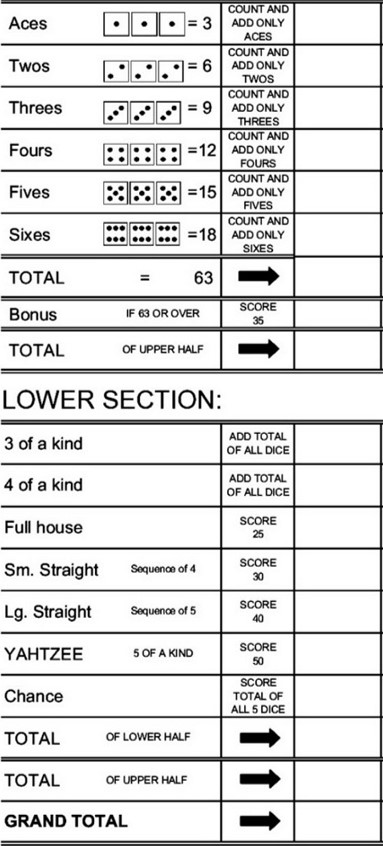 Aces = 3 COUNT AND
ADD ONLY
ACES
Twos = 6 COUNT AND
ADD ONLY
TWOS
Threes = 9 COUNT AND
ADD ONLY
THREES
Fours =12 COUNT AND
ADD ONLY
FOURS
Fives =15 COUNT AND
ADD ONLY
FIVES
Sixes =18 COUNT AND
ADD ONLY
SIXES
TOTAL = 63
Bonus IF 63 OR OVER SCORE
35
TOTAL OF UPPER HALF
LOWER SECTION:
3 of a kind ADD TOTAL
OF ALL DICE
4 of a kind ADD TOTAL
OF ALL DICE
Full house SCORE
25
Sm. Straight Sequence of 4 SCORE
30
Lg. Straight Sequence of 5 SCORE
40
YAHTZEE 5 OF A KIND SCORE
50
Chance SCORE
TOTAL OF
ALL 5 DICE
TOTAL OF LOWER HALF
TOTAL OF UPPER HALF
GRAND TOTAL